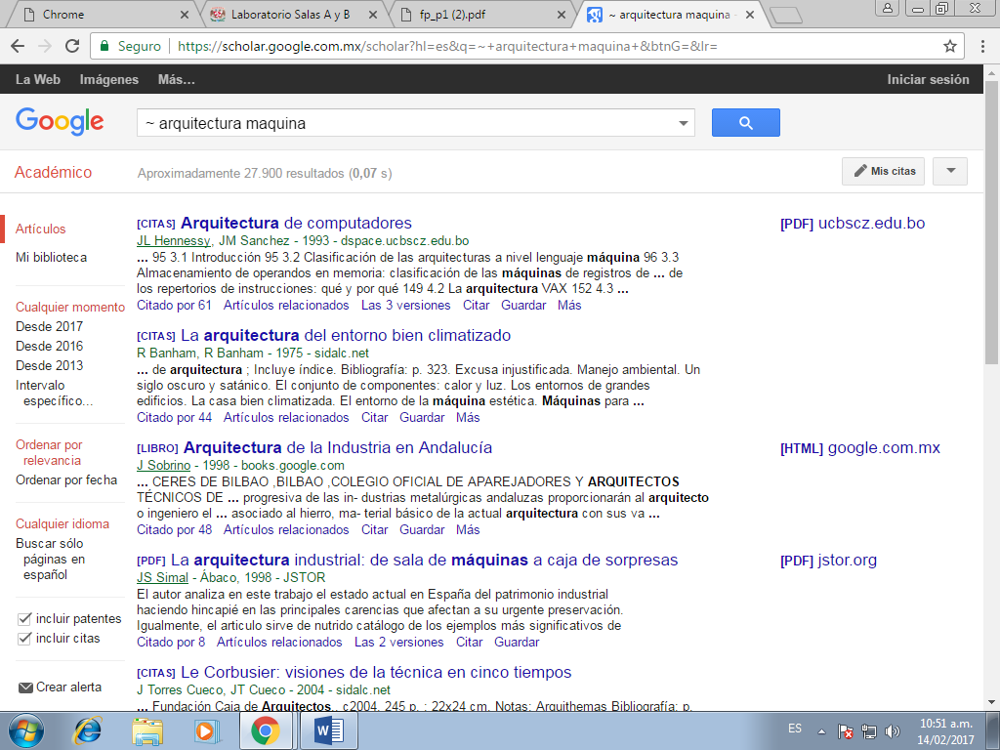 Chrome
Laboratorio Salas A y B
fp_p1 (2).pdf
~ arquitectura maquina -
Seguro
https://scholar.google.com.mx/scholar?hl=es&q=~+arquitectura+maquina+&btnG=&lr=
La Web Imágenes Más... Iniciar sesión
Google
~ arquitectura maquina
Académico
Aproximadamente 27.900 resultados (0,07 s)
Mis citas
Artículos
Mi biblioteca
Cualquier momento
Desde 2017
Desde 2016
Desde 2013
Intervalo
específico...
Ordenar por
relevancia
Ordenar por fecha
Cualquier idioma
Buscar sólo
páginas en
español
incluir patentes
incluir citas
Crear alerta
[CITAS] Arquitectura de computadores
JL Hennessy, JM Sanchez - 1993 - dspace.ucbscz.edu.bo
... 95 3.1 Introducción 95 3.2 Clasificación de las arquitecturas a nivel lenguaje máquina 96 3.3
Almacenamiento de operandos en memoria: clasificación de las máquinas de registros de ... de
los repertorios de instrucciones: qué y por qué 149 4.2 La arquitectura VAX 152 4.3 ...
Citado por 61 Artículos relacionados Las 3 versiones Citar Guardar Más
[PDF] ucbscz.edu.bo
[CITAS] La arquitectura del entorno bien climatizado
R Banham, R Banham - 1975 - sidalc.net
... de arquitectura ; Incluye índice. Bibliografía: p. 323. Excusa injustificada. Manejo ambiental. Un
siglo oscuro y satánico. El conjunto de componentes: calor y luz. Los entornos de grandes
edificios. La casa bien climatizada. El entorno de la máquina estética. Máquinas para ...
Citado por 44 Artículos relacionados Citar Guardar Más
[LIBRO] Arquitectura de la Industria en Andalucía
J Sobrino - 1998 - books.google.com
... CERES DE BILBAO ,BILBAO ,COLEGIO OFICIAL DE APAREJADORES Y ARQUITECTOS
TÉCNICOS DE ... progresiva de las in- dustrias metalúrgicas andaluzas proporcionarán al arquitecto
o ingeniero el ... asociado al hierro, ma- terial básico de la actual arquitectura con sus va ...
Citado por 48 Artículos relacionados Citar Guardar Más
[HTML] google.com.mx
[PDF] La arquitectura industrial: de sala de máquinas a caja de sorpresas
JS Simal - Ábaco, 1998 - JSTOR
El autor analiza en este trabajo el estado actual en España del patrimonio industrial
haciendo hincapié en las principales carencias que afectan a su urgente preservación.
Igualmente, el articulo sirve de nutrido catálogo de los ejemplos más significativos de
Citado por 8 Artículos relacionados Las 2 versiones Citar Guardar
[PDF] jstor.org
[CITAS] Le Corbusier: visiones de la técnica en cinco tiempos
J Torres Cueco, JT Cueco - 2004 - sidalc.net
... Fundación Caja de Arquitectos,. c2004. 245 p. : 22x24 cm. Notas: Arquithemas Bibliografía: p.
ES
10:51 a.m.
14/02/2017